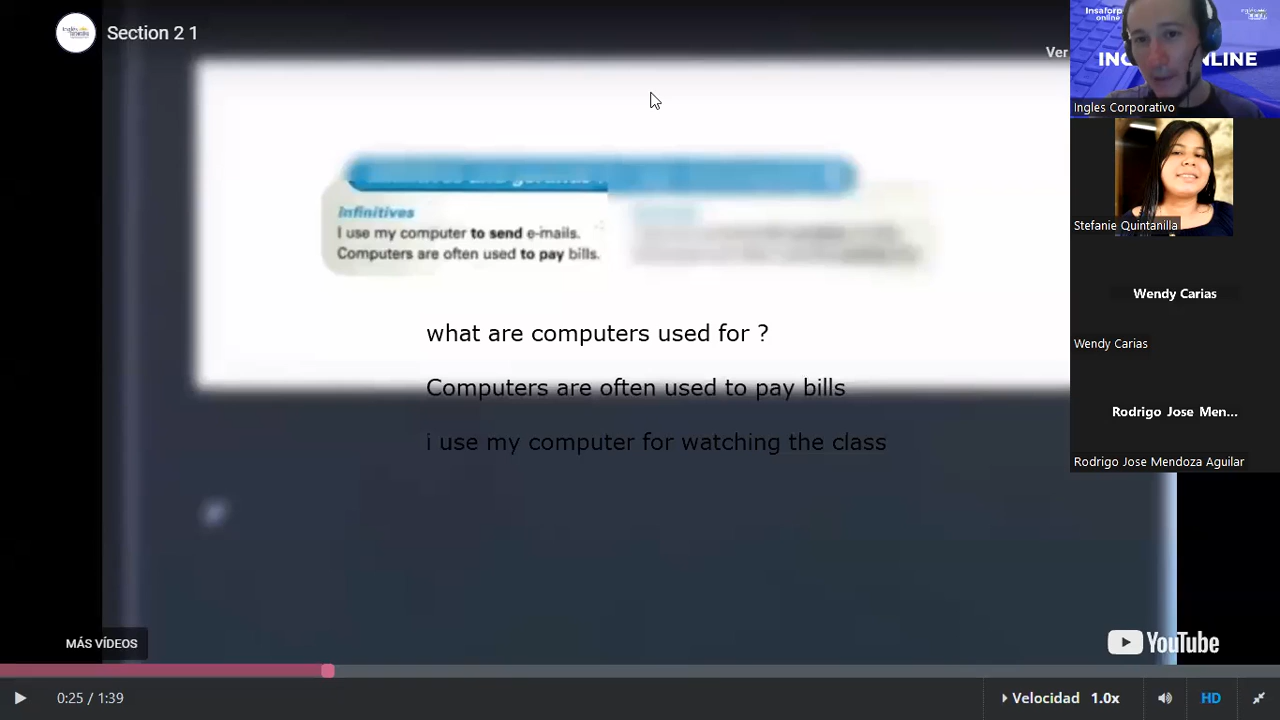 Section 2 1
Ver
Infinitives
I use my computer to send e-mails.
Computers are often used to pay bills.
what are computers used for ?
Computers are often used to pay bills
i use my computer for watching the class
MÁS VÍDEOS
YouTube
0:25 / 1:39
Velocidad 1.0x
HD
Insaforp
online
Ingles Corporativo
Stefanie Quintanilla
Wendy Carias
Wendy Carias
Rodrigo Jose Men...
Rodrigo Jose Mendoza Aguilar